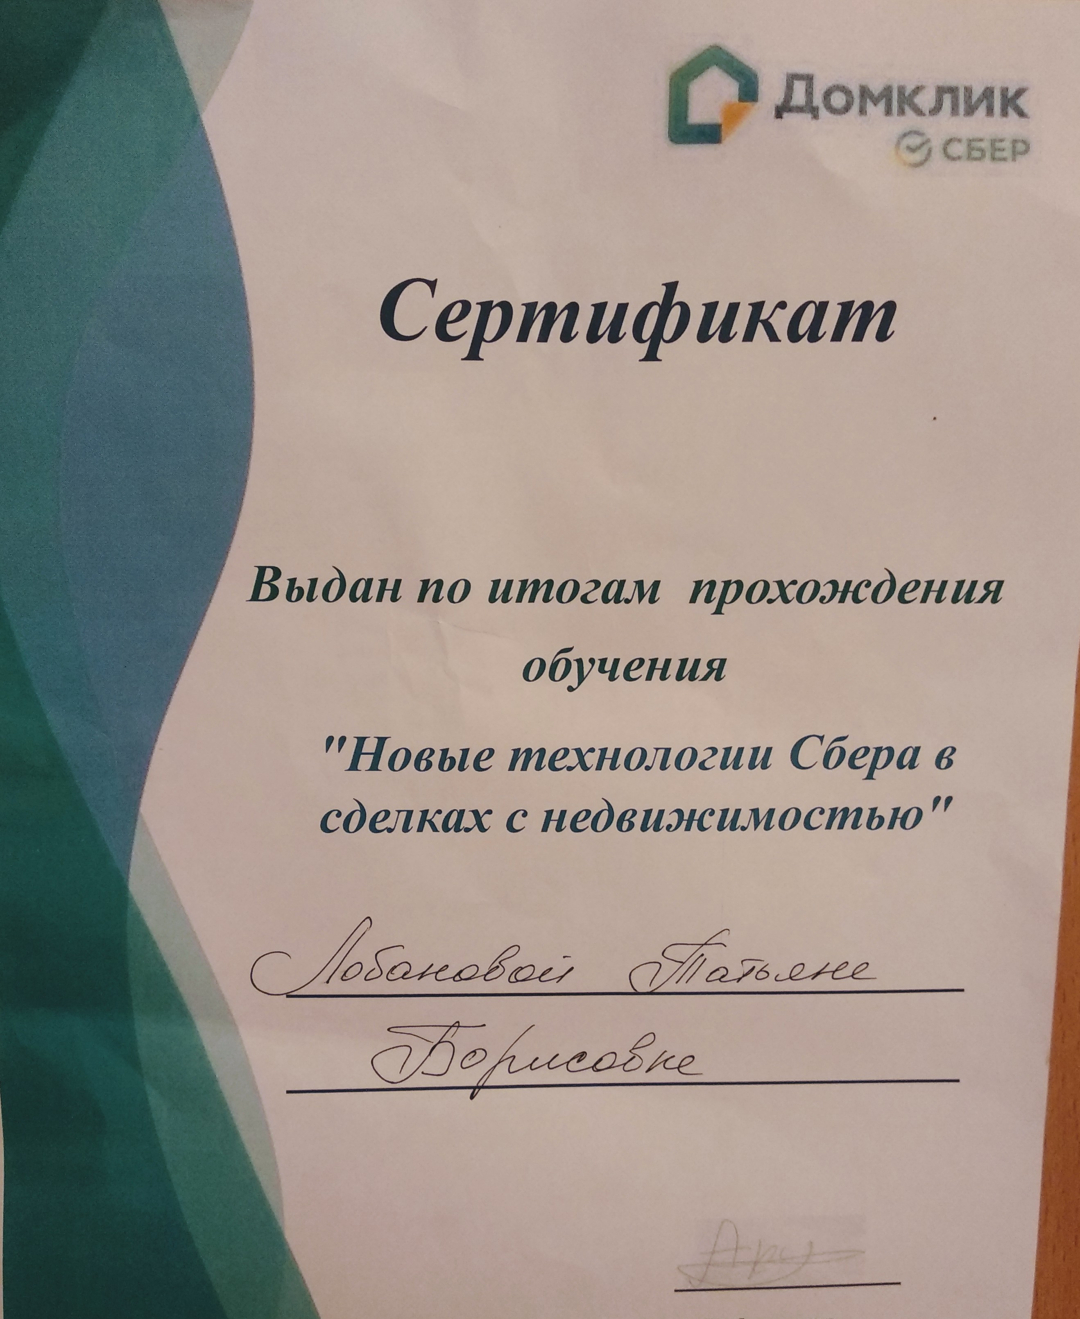 Домклик
СБЕР
Сертификат
Выдан по итогам прохождения
обучения
"Новые технологии Сбера в
сделках с недвижимостью"
Лобановой Татьяне
Борисовне